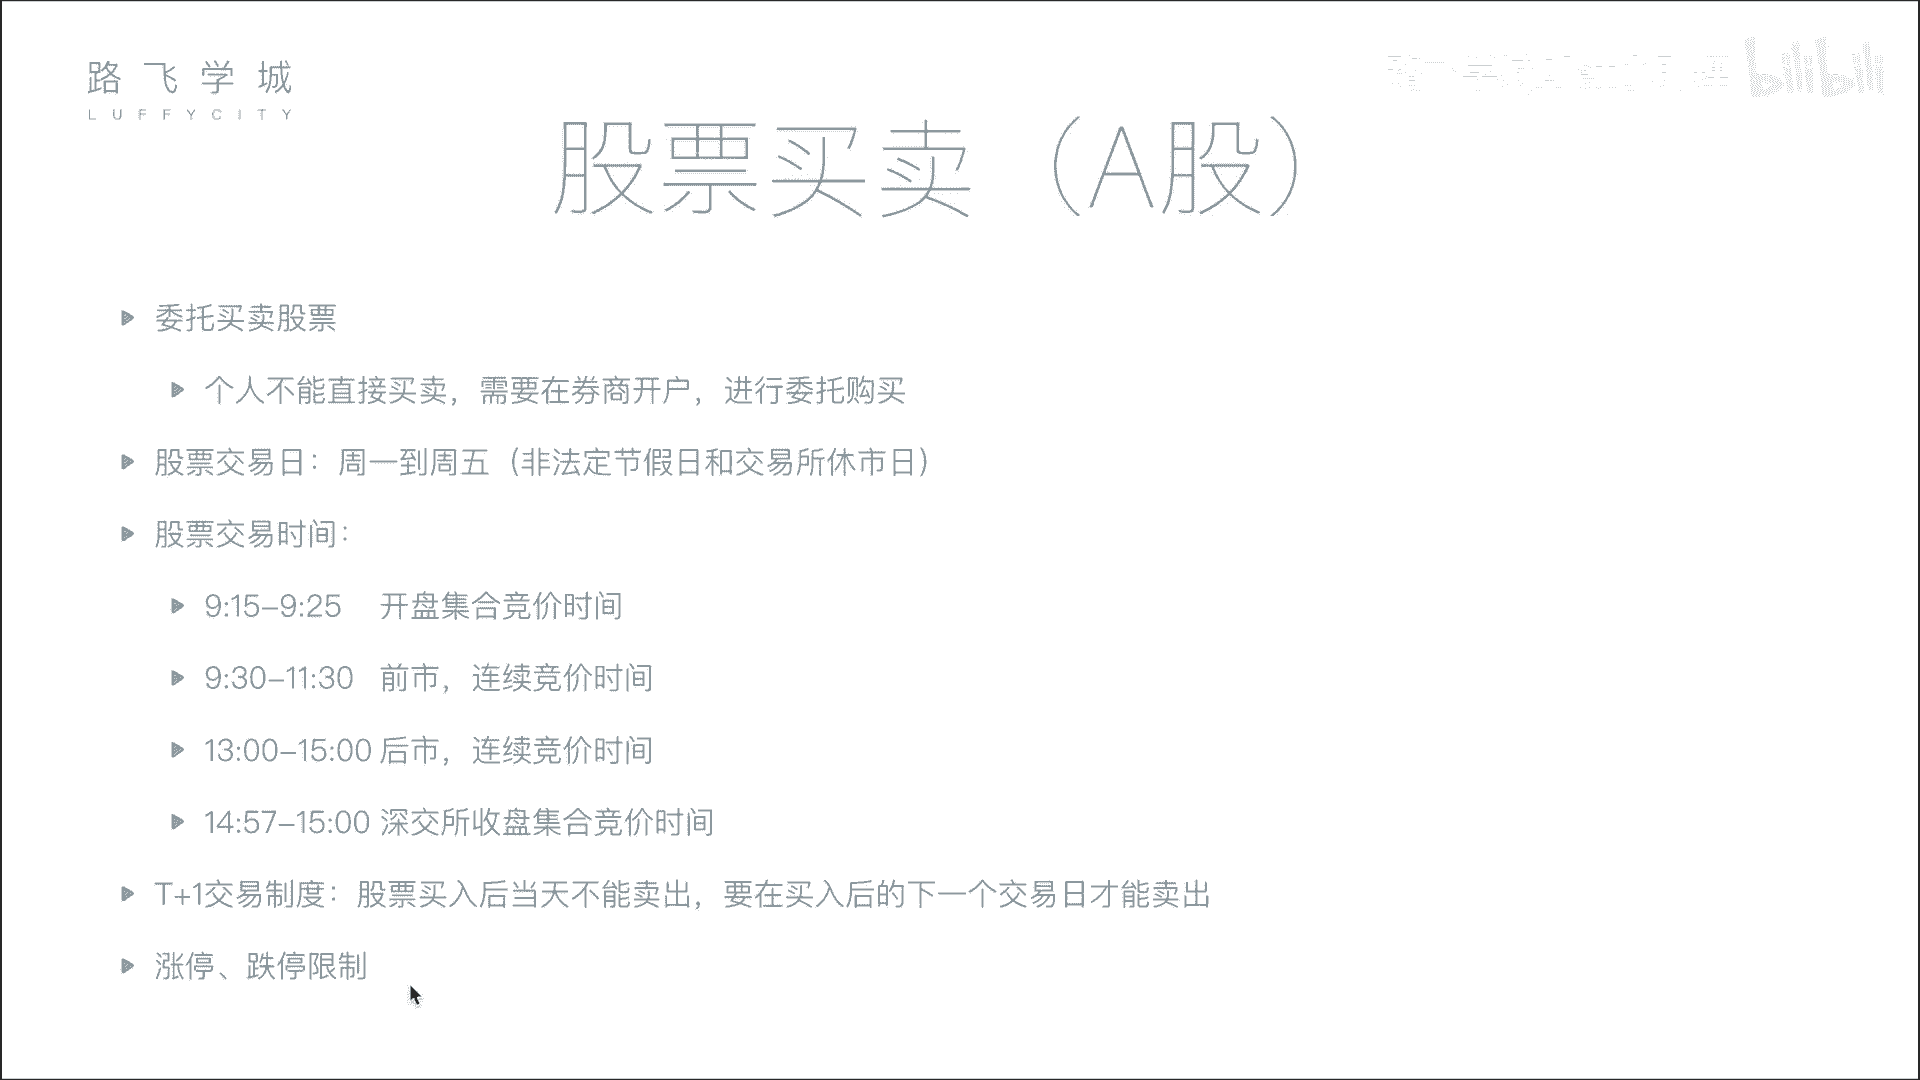 路飞学城
LUFFYCITY
bilibili
股票买卖（A股）
委托买卖股票
个人不能直接买卖，需要在券商开户，进行委托购买
股票交易日：周一到周五（非法定节假日和交易所休市日）
股票交易时间：
9:15–9:25 开盘集合竞价时间
9:30–11:30 前市，连续竞价时间
13:00–15:00 后市，连续竞价时间
14:57–15:00 深交所收盘集合竞价时间
T+1交易制度：股票买入后当天不能卖出，要在买入后的下一个交易日才能卖出
涨停、跌停限制